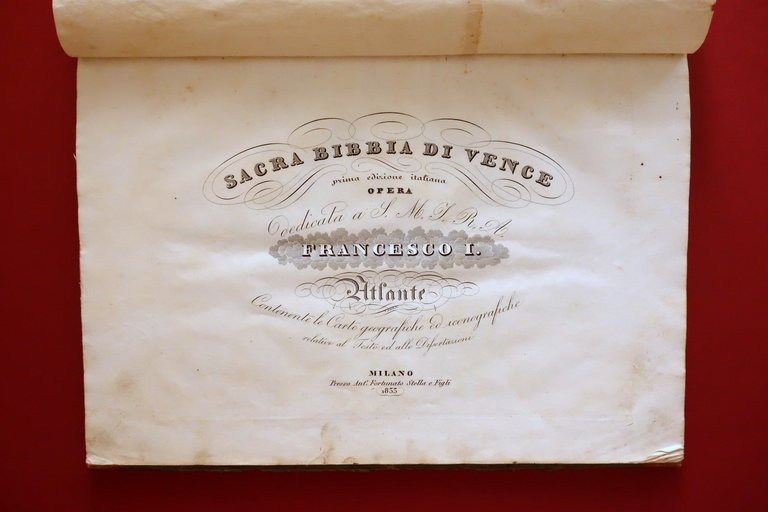 SACRA BIBBIA DI VENCE
prima edizione italiana
OPERA
dedicata a S. M. I. R. A.
FRANCESCO I.
Atlante
Contenente le Carte geografiche ed iconografiche
relative al Testo ed alle Dissertazioni
MILANO
Presso Ant. Fortunato Stella e Figli
1833